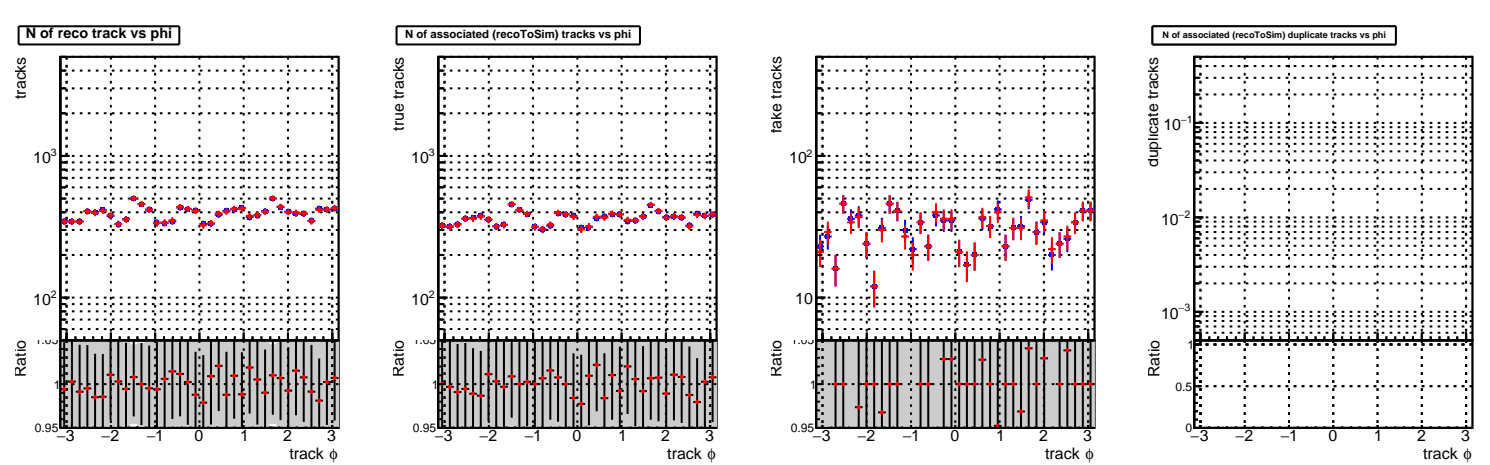 N of reco track vs phi
tracks
10³
10²
Ratio
1.05
1
0.95
−3 −2 −1 0 1 2 3
track ϕ
N of associated (recoToSim) tracks vs phi
true tracks
10³
10²
Ratio
1.05
1
0.95
−3 −2 −1 0 1 2 3
track ϕ
fake tracks
10²
10
Ratio
1.05
1
0.95
−3 −2 −1 0 1 2 3
track ϕ
N of associated (recoToSim) duplicate tracks vs phi
duplicate tracks
10⁻¹
10⁻²
10⁻³
Ratio
1
0.5
0
−3 −2 −1 0 1 2 3
track ϕ